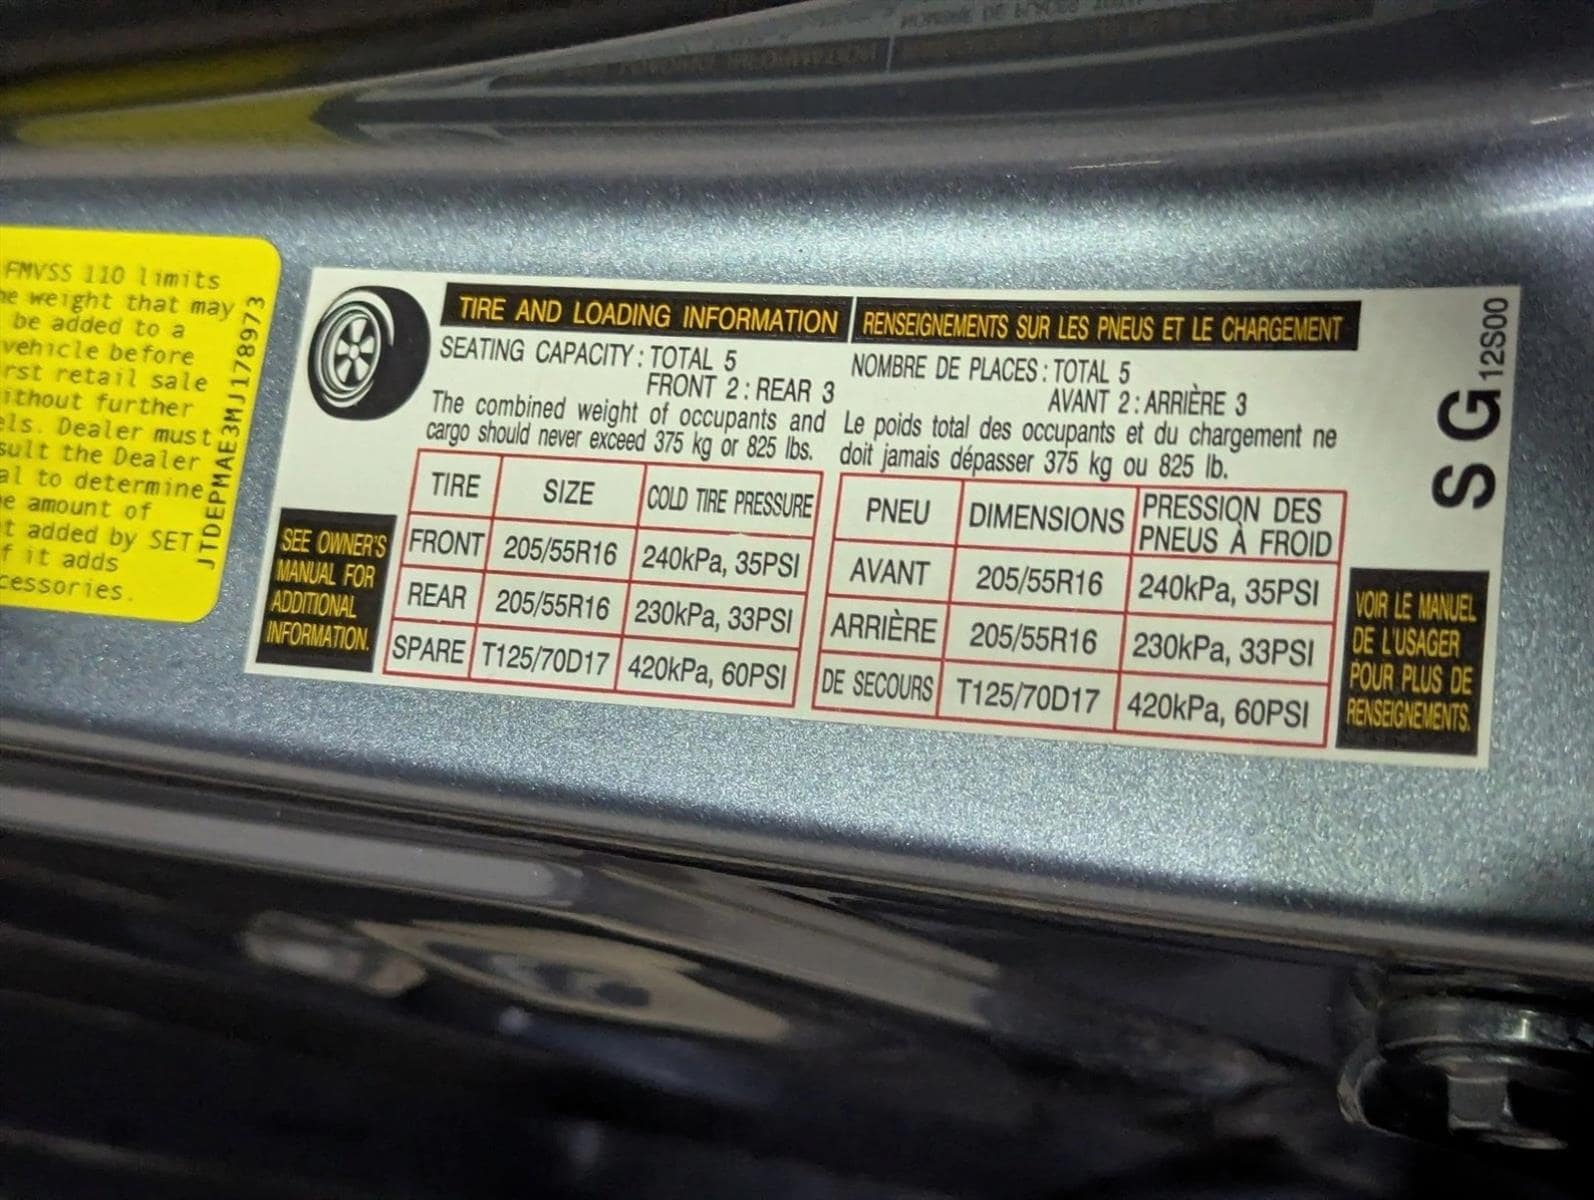 FMVSS 110 limits
weight that may
be added to a
vehicle before
retail sale
further
Dealer must
the Dealer
to determine
amount of
added by SET
if it adds
JTDEPMAE3MJ178973
TIRE AND LOADING INFORMATION
SEATING CAPACITY : TOTAL 5
FRONT 2 : REAR 3
The combined weight of occupants and
cargo should never exceed 375 kg or 825 lbs.
TIRE SIZE COLD TIRE PRESSURE
FRONT 205/55R16 240kPa, 35PSI
REAR 205/55R16 230kPa, 33PSI
SPARE T125/70D17 420kPa, 60PSI
SEE OWNER'S
MANUAL FOR
ADDITIONAL
INFORMATION.
RENSEIGNEMENTS SUR LES PNEUS ET LE CHARGEMENT
NOMBRE DE PLACES : TOTAL 5
AVANT 2 : ARRIÈRE 3
Le poids total des occupants et du chargement ne
doit jamais dépasser 375 kg ou 825 lb.
PNEU DIMENSIONS PRESSION DES
PNEUS À FROID
AVANT 205/55R16 240kPa, 35PSI
ARRIÈRE 205/55R16 230kPa, 33PSI
DE SECOURS T125/70D17 420kPa, 60PSI
VOIR LE MANUEL
DE L'USAGER
POUR PLUS DE
RENSEIGNEMENTS.
S G 12S00